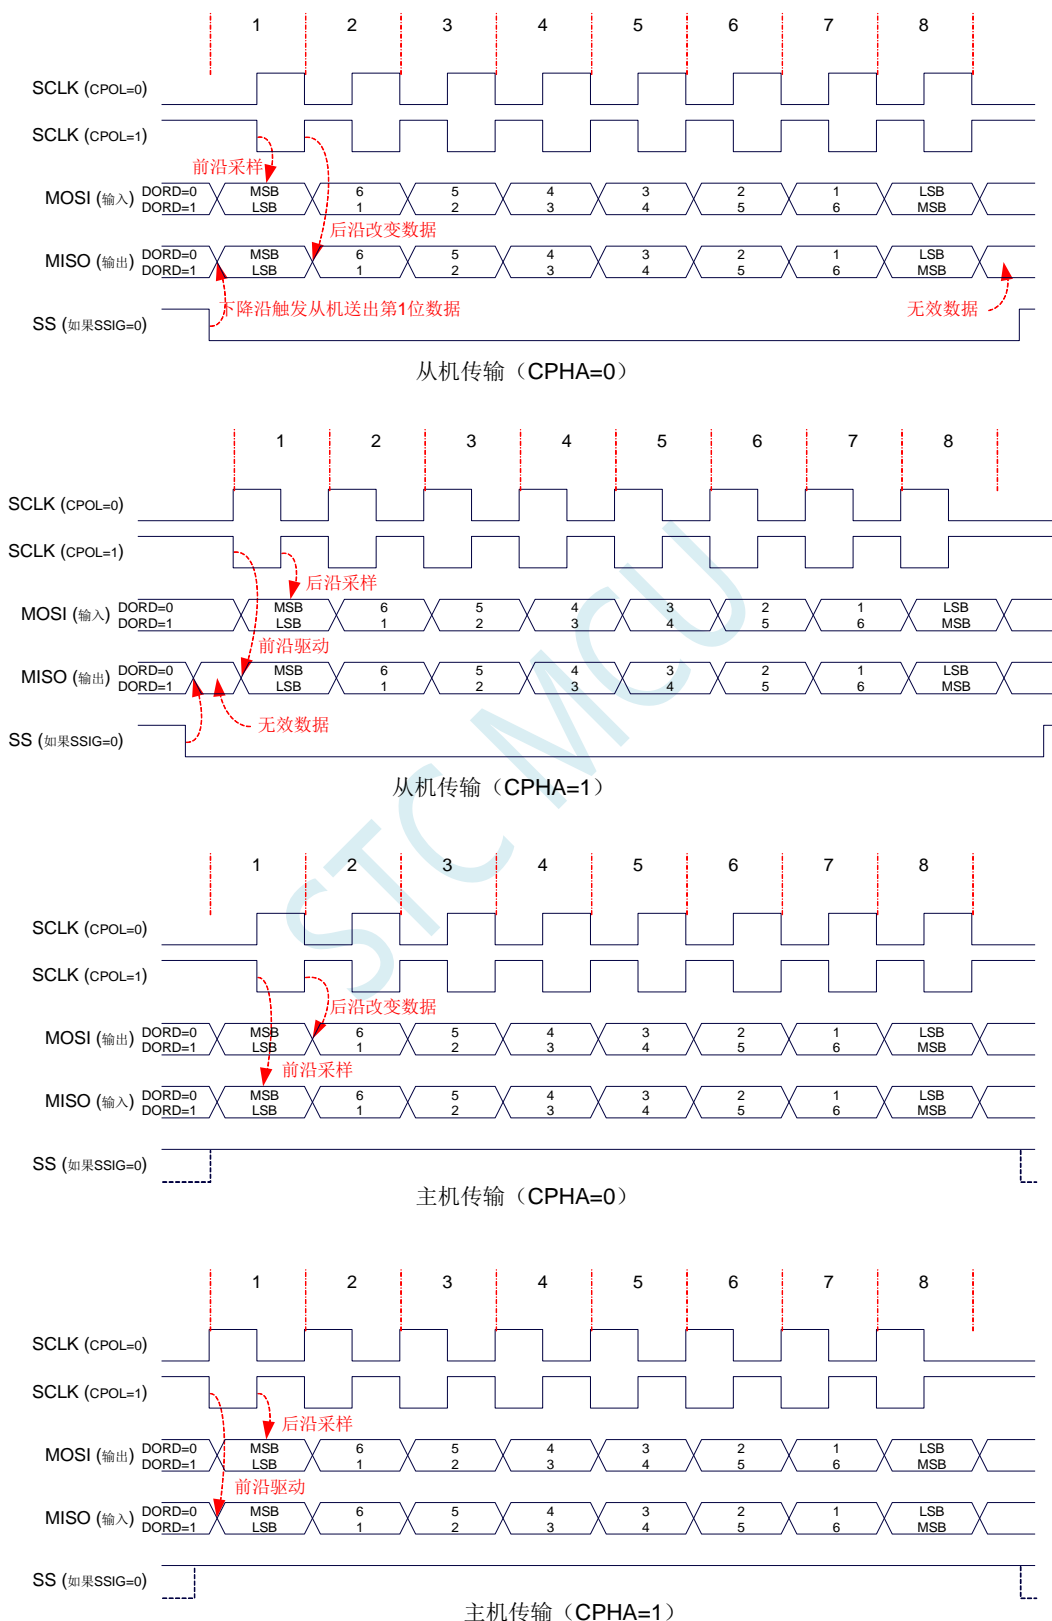 1 2 3 4 5 6 7 8
SCLK (CPOL=0)
SCLK (CPOL=1)
前沿采样
MOSI (输入) DORD=0 MSB 6 5 4 3 2 1 LSB
DORD=1 LSB 1 2 3 4 5 6 MSB
后沿改变数据
MISO (输出) DORD=0 MSB 6 5 4 3 2 1 LSB
DORD=1 LSB 1 2 3 4 5 6 MSB
下降沿触发从机送出第1位数据 无效数据
SS (如果SSIG=0)
从机传输（CPHA=0）
1 2 3 4 5 6 7 8
SCLK (CPOL=0)
SCLK (CPOL=1)
后沿采样
MOSI (输入) DORD=0 MSB 6 5 4 3 2 1 LSB
DORD=1 LSB 1 2 3 4 5 6 MSB
前沿驱动
MISO (输出) DORD=0 MSB 6 5 4 3 2 1 LSB
DORD=1 LSB 1 2 3 4 5 6 MSB
无效数据
SS (如果SSIG=0)
从机传输（CPHA=1）
STC MCU
1 2 3 4 5 6 7 8
SCLK (CPOL=0)
SCLK (CPOL=1)
后沿改变数据
MOSI (输出) DORD=0 MSB 6 5 4 3 2 1 LSB
DORD=1 LSB 1 2 3 4 5 6 MSB
前沿采样
MISO (输入) DORD=0 MSB 6 5 4 3 2 1 LSB
DORD=1 LSB 1 2 3 4 5 6 MSB
SS (如果SSIG=0)
主机传输（CPHA=0）
1 2 3 4 5 6 7 8
SCLK (CPOL=0)
SCLK (CPOL=1)
后沿采样
MOSI (输出) DORD=0 MSB 6 5 4 3 2 1 LSB
DORD=1 LSB 1 2 3 4 5 6 MSB
前沿驱动
MISO (输入) DORD=0 MSB 6 5 4 3 2 1 LSB
DORD=1 LSB 1 2 3 4 5 6 MSB
SS (如果SSIG=0)
主机传输（CPHA=1）